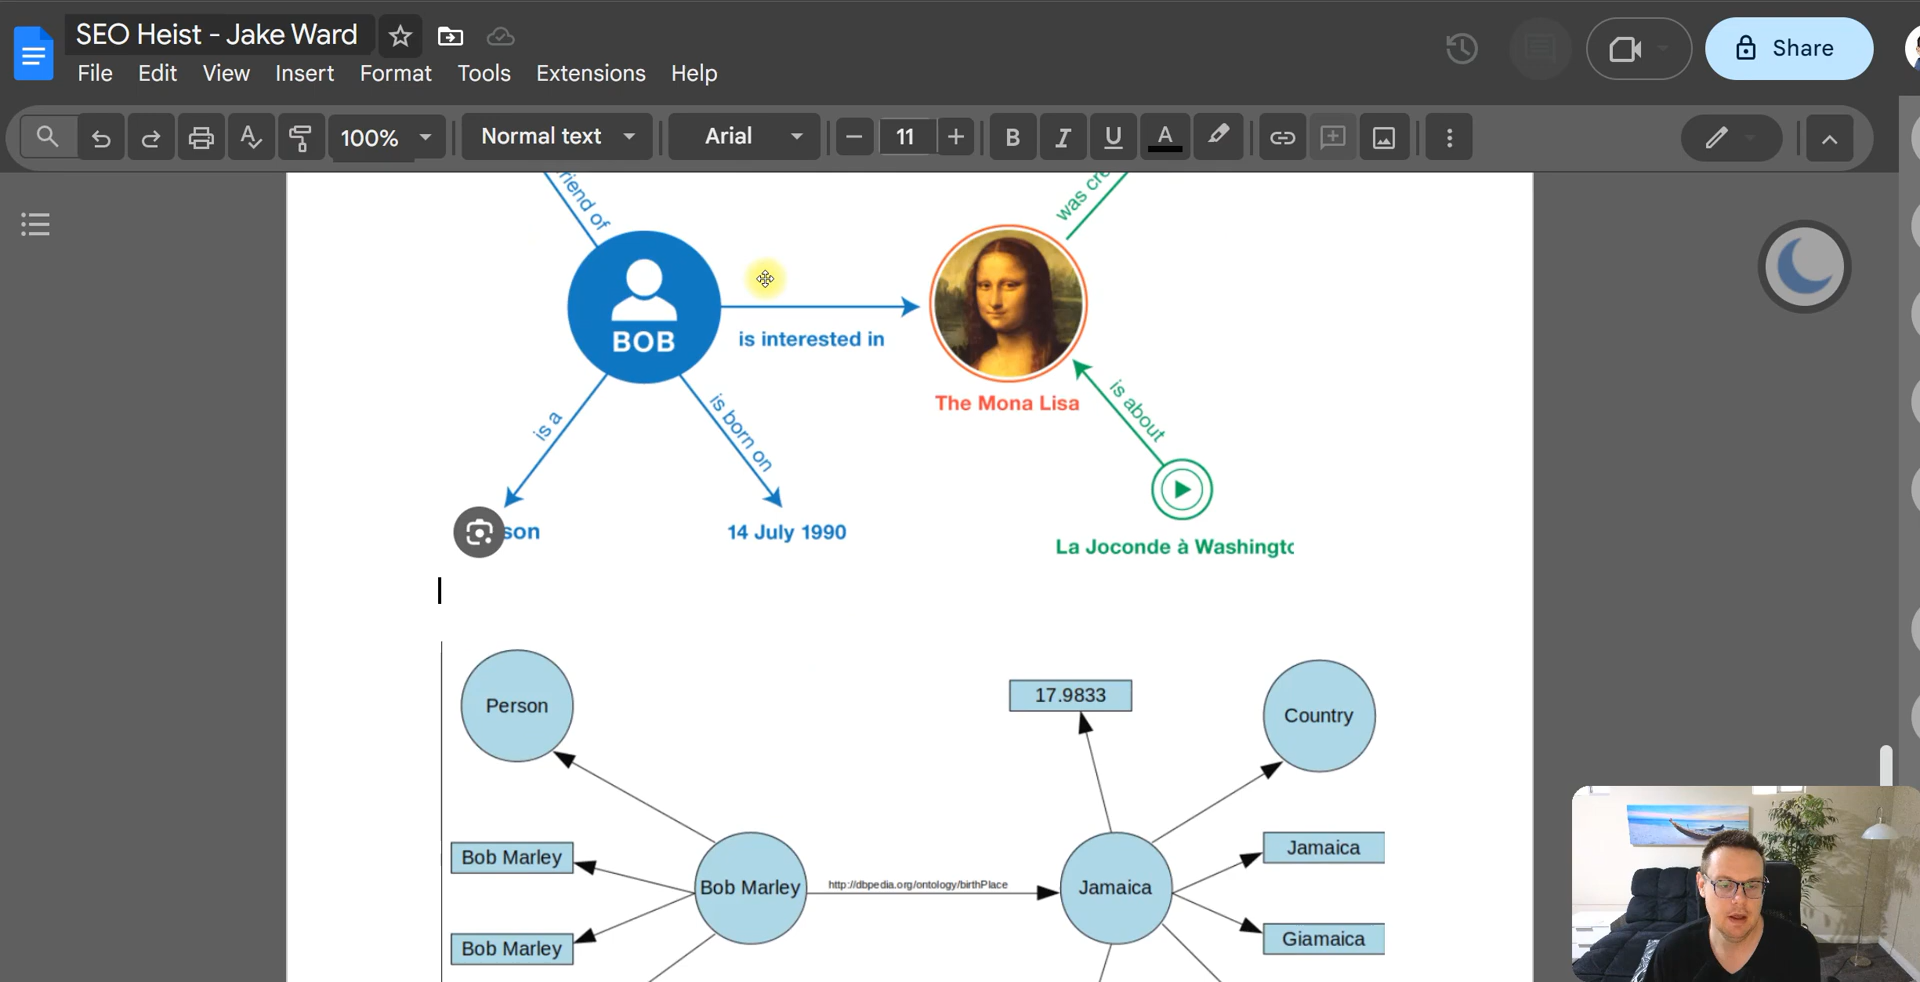 SEO Heist - Jake Ward
File Edit View Insert Format Tools Extensions Help
Share
100% Normal text Arial 11 B I U A
was cre
BOB
is interested in
The Mona Lisa
is a
is born on
is about
14 July 1990
La Joconde à Washingto
Person
17.9833
Country
Bob Marley
Bob Marley
http://dbpedia.org/ontology/birthPlace
Jamaica
Jamaica
Bob Marley
Giamaica